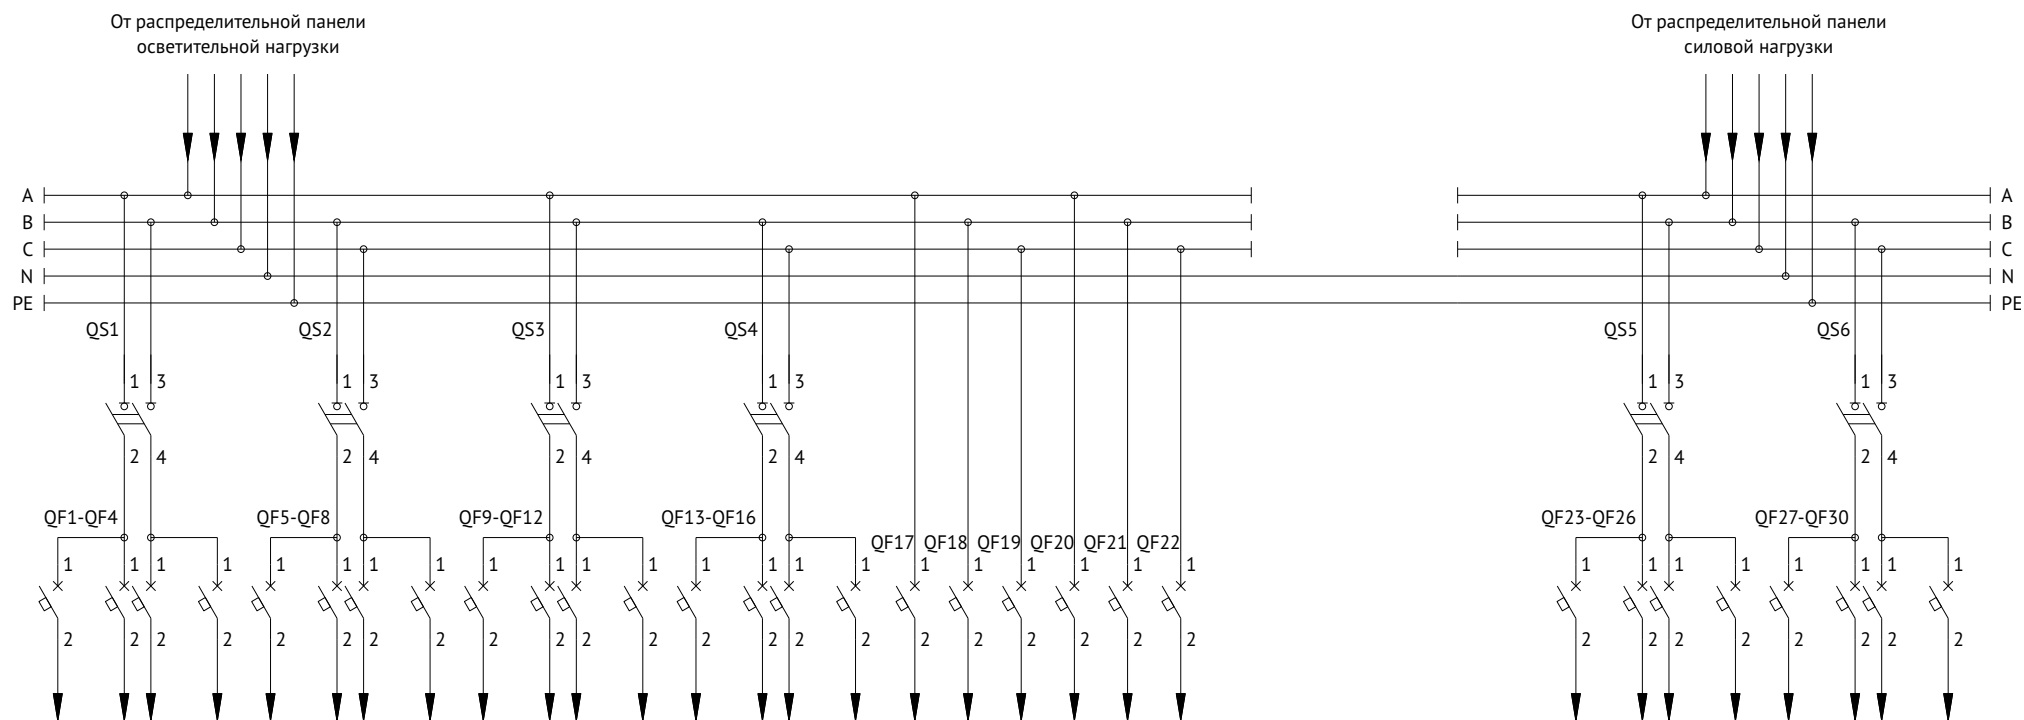 От распределительной панели
осветительной нагрузки
От распределительной панели
силовой нагрузки
A A
B B
C C
N N
PE PE
QS1 QS2 QS3 QS4 QS5 QS6
1 3 1 3 1 3 1 3 1 3 1 3
2 4 2 4 2 4 2 4 2 4 2 4
QF1-QF4 QF5-QF8 QF9-QF12 QF13-QF16 QF23-QF26 QF27-QF30
QF17 QF18 QF19 QF20 QF21 QF22
1 1 1 1 1 1 1 1 1 1 1 1 1 1 1 1 1 1 1 1 1 1 1 1 1 1 1 1 1 1
2 2 2 2 2 2 2 2 2 2 2 2 2 2 2 2 2 2 2 2 2 2 2 2 2 2 2 2 2 2